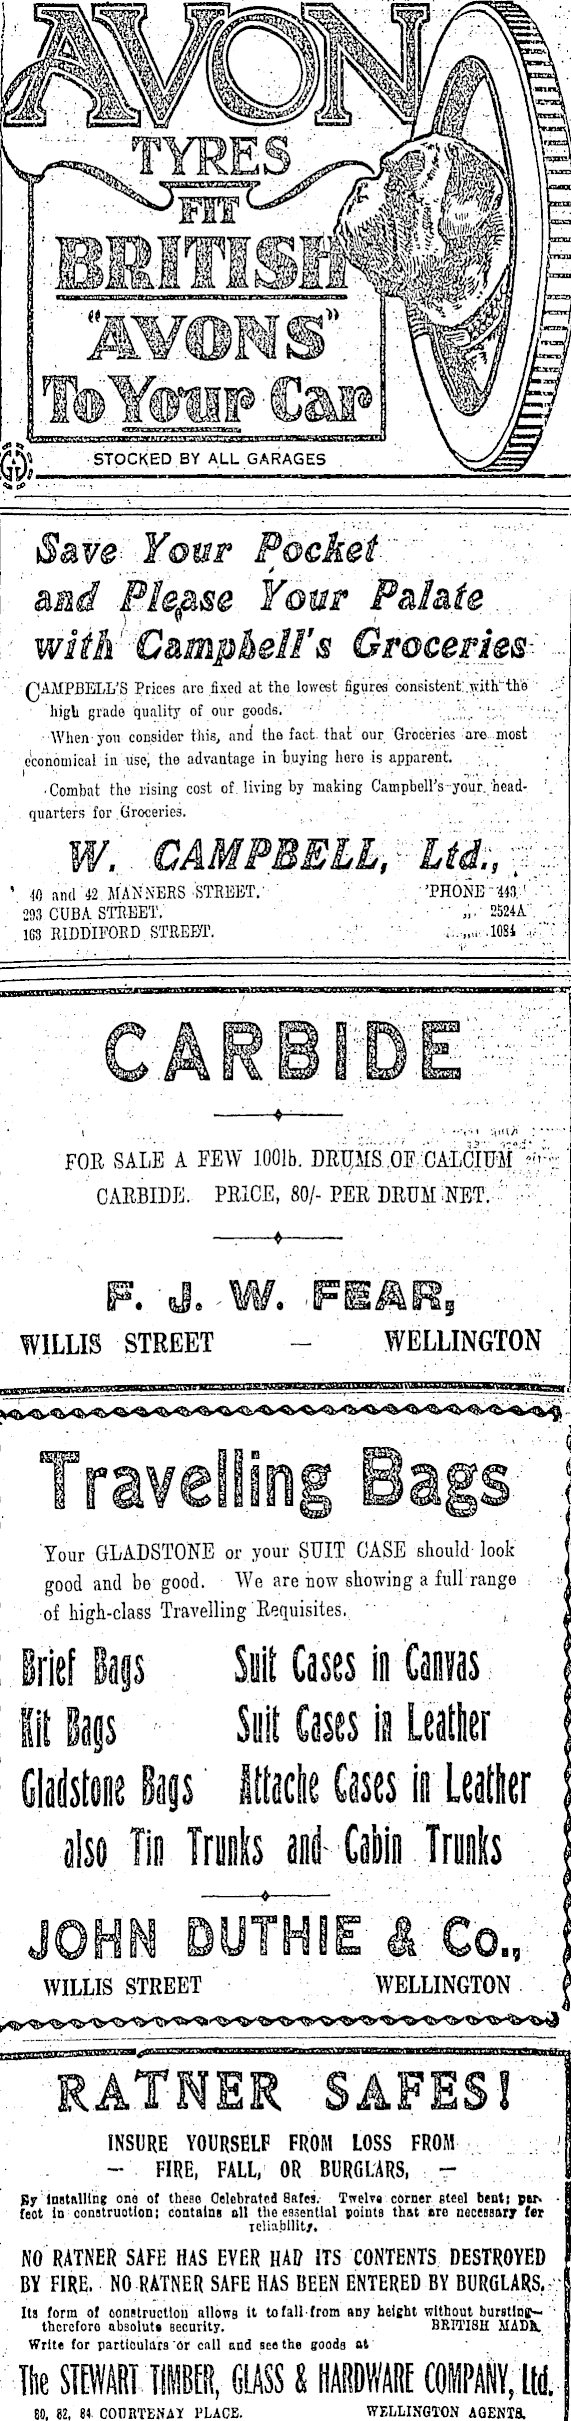 AVON
TYRES
FIT
BRITISH
"AVONS"
To Your Car
STOCKED BY ALL GARAGES
Save Your Pocket
and Please Your Palate
with Campbell's Groceries
CAMPBELL'S Prices are fixed at the lowest figures consistent with the
high grade quality of our goods.
When you consider this, and the fact that our Groceries are most
economical in use, the advantage in buying here is apparent.
Combat the rising cost of living by making Campbell's your head-
quarters for Groceries.
W. CAMPBELL, Ltd.,
40 and 42 MANNERS STREET. 'PHONE 443
293 CUBA STREET. ,, 2524A
163 RIDDIFORD STREET. ,, 1084
CARBIDE
FOR SALE A FEW 100lb. DRUMS OF CALCIUM
CARBIDE. PRICE, 80/- PER DRUM NET.
F. J. W. FEAR,
WILLIS STREET — WELLINGTON
Travelling Bags
Your GLADSTONE or your SUIT CASE should look
good and be good. We are now showing a full range
of high-class Travelling Requisites.
Brief Bags Suit Cases in Canvas
Kit Bags Suit Cases in Leather
Gladstone Bags Attache Cases in Leather
also Tin Trunks and Cabin Trunks
JOHN DUTHIE & Co.,
WILLIS STREET WELLINGTON
RATNER SAFES!
INSURE YOURSELF FROM LOSS FROM
— FIRE, FALL, OR BURGLARS, —
By installing one of these Celebrated Safes. Twelve corner steel bent; per-
fect in construction; contains all the essential points that are necessary for
reliability.
NO RATNER SAFE HAS EVER HAD ITS CONTENTS DESTROYED
BY FIRE. NO RATNER SAFE HAS BEEN ENTERED BY BURGLARS.
Its form of construction allows it to fall from any height without bursting—
therefore absolute security. BRITISH MADE.
Write for particulars or call and see the goods at
The STEWART TIMBER, GLASS & HARDWARE COMPANY, Ltd.
80, 82, 84 COURTENAY PLACE. WELLINGTON AGENTS.